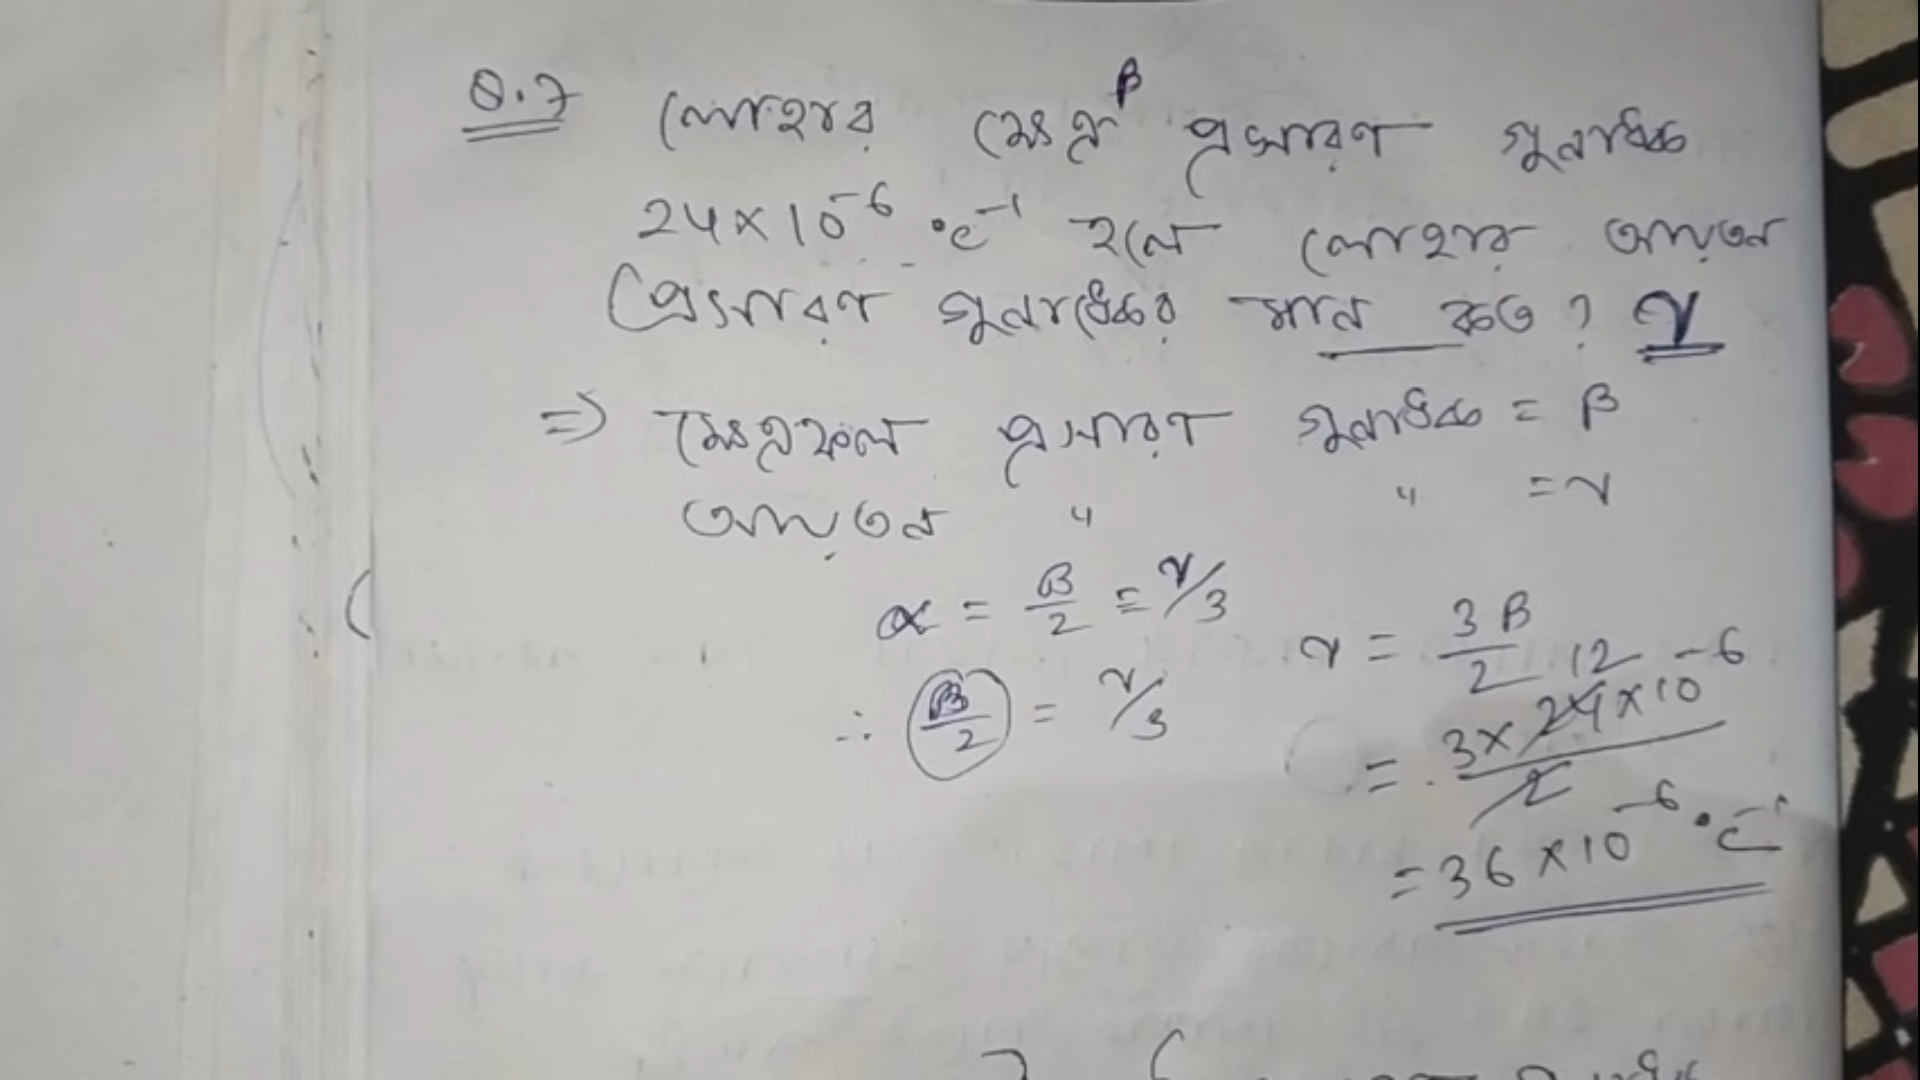 Q.7 লোহার ক্ষেত্র β প্রসারণ গুনাঙ্ক
24×10⁻⁶ °C⁻¹ হলে লোহার আয়তন
প্রসারণ গুনাঙ্কের মান কত? γ
=> ক্ষেত্রফল প্রসারণ গুনাঙ্ক = β
আয়তন " " = γ
α = β/2 = γ/3
∴ β/2 = γ/3
γ = 3β/2
= 3×24×10⁻⁶/2 12
= 36×10⁻⁶ °C⁻¹